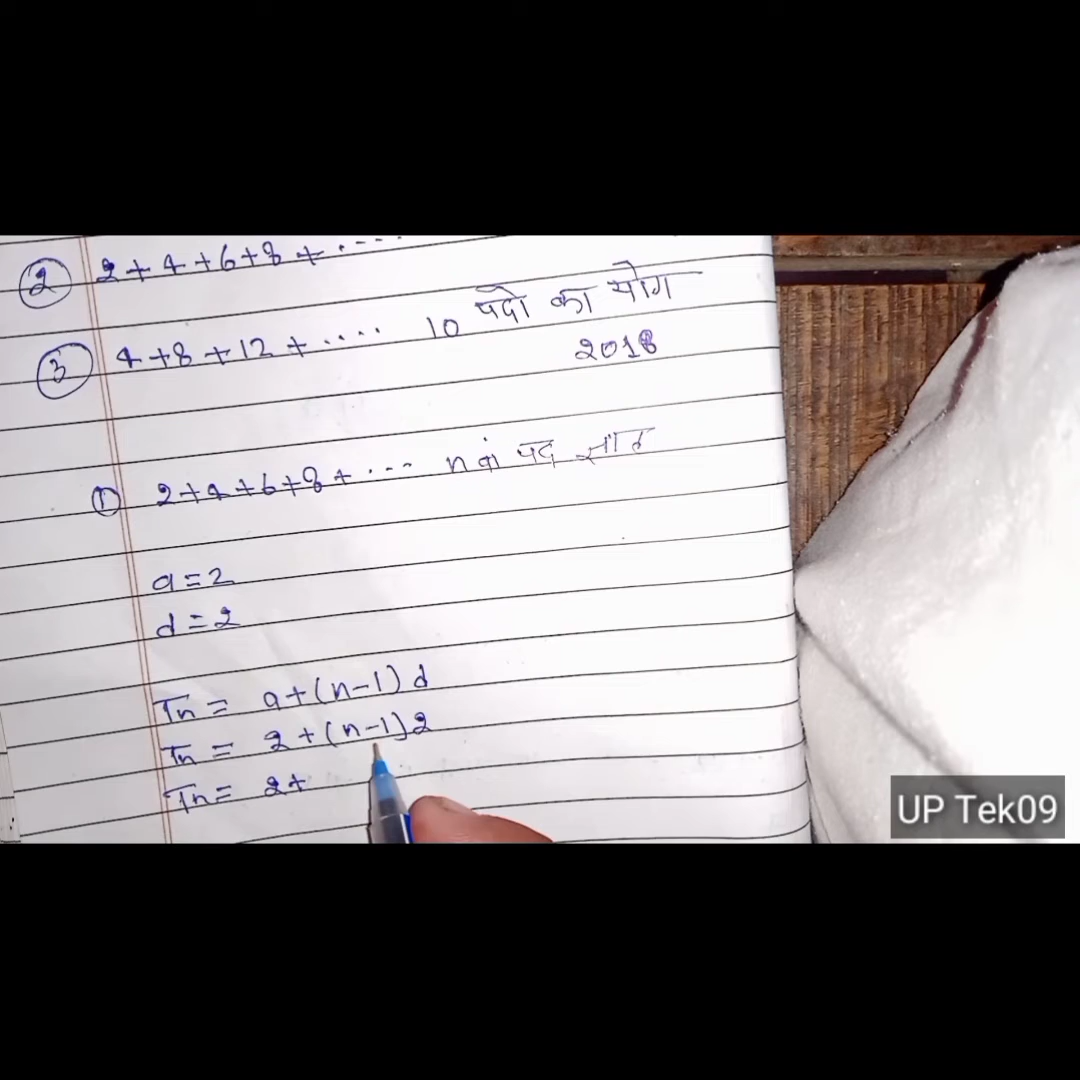 ② 2+4+6+8+....
③ 4+8+12+.... 10 पदो का योग
2018
① 2+4+6+8+... n वां पद ज्ञात
a=2
d=2
Tn= a+(n-1)d
Tn= 2+(n-1)2
Tn= 2+
UP Tek09